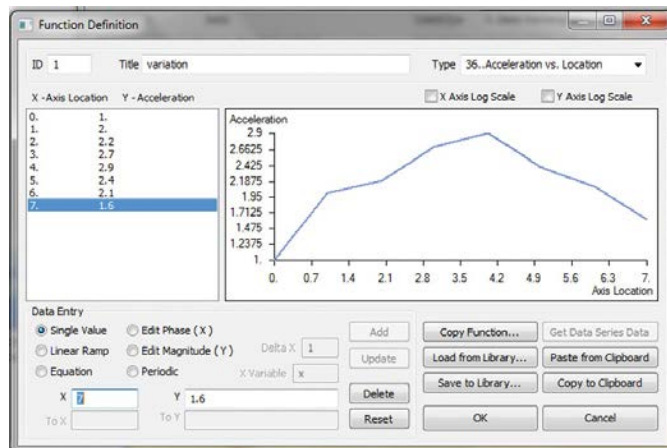 Function Definition
ID 1 Title variation Type 36..Acceleration vs. Location
X -Axis Location Y - Acceleration
X Axis Log Scale Y Axis Log Scale
0. 1.
1. 2.
2. 2.2
3. 2.7
4. 2.9
5. 2.4
6. 2.1
7. 1.6
Acceleration
2.9
2.6625
2.425
2.1875
1.95
1.7125
1.475
1.2375
1.
0. 0.7 1.4 2.1 2.8 3.5 4.2 4.9 5.6 6.3 7.
Axis Location
Data Entry
Single Value Edit Phase (X)
Linear Ramp Edit Magnitude (Y) Delta X 1
Equation Periodic X Variable x
X 7 Y 1.6
To X To Y
Add
Update
Delete
Reset
Copy Function... Get Data Series Data
Load from Library... Paste from Clipboard
Save to Library... Copy to Clipboard
OK Cancel